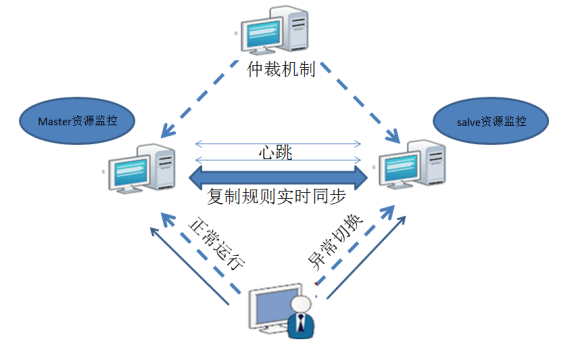 仲裁机制
Master资源监控
salve资源监控
心跳
复制规则实时同步
正常运行
异常切换